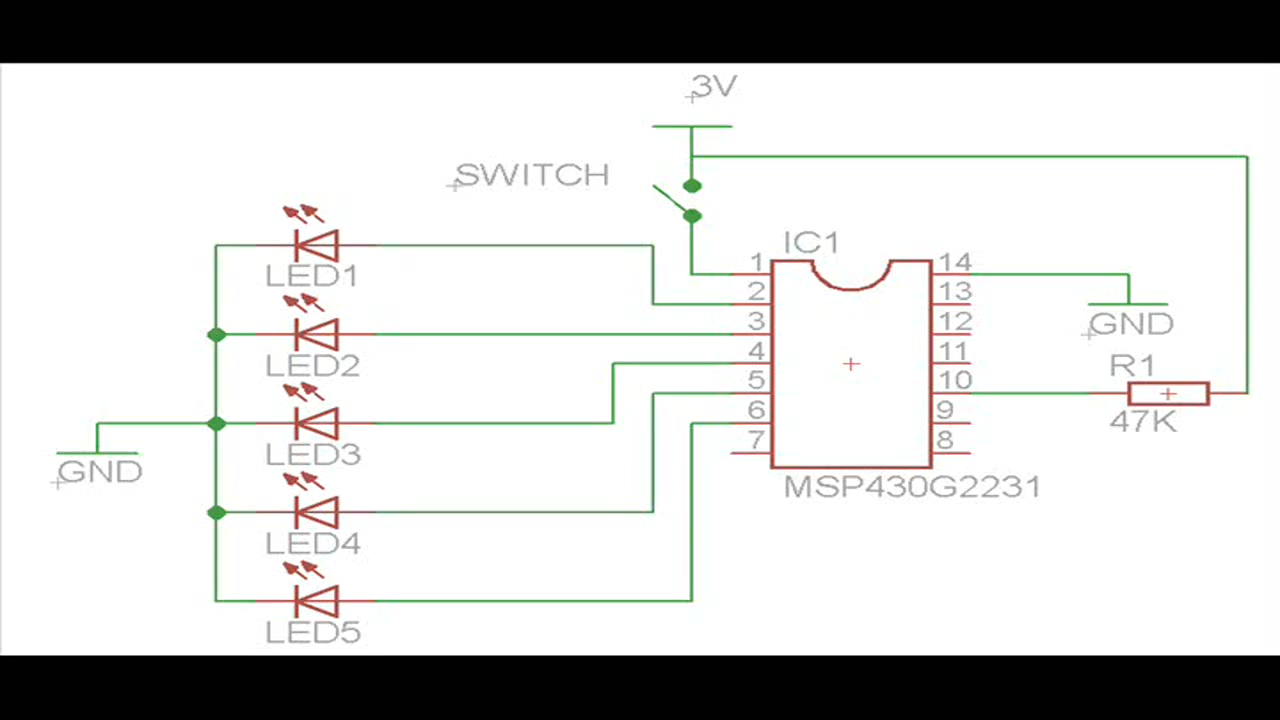 3V
SWITCH
IC1
1
14
2
13
3
12
4
11
5
10
6
9
7
8
MSP430G2231
GND
R1
47K
LED1
LED2
LED3
LED4
LED5
GND